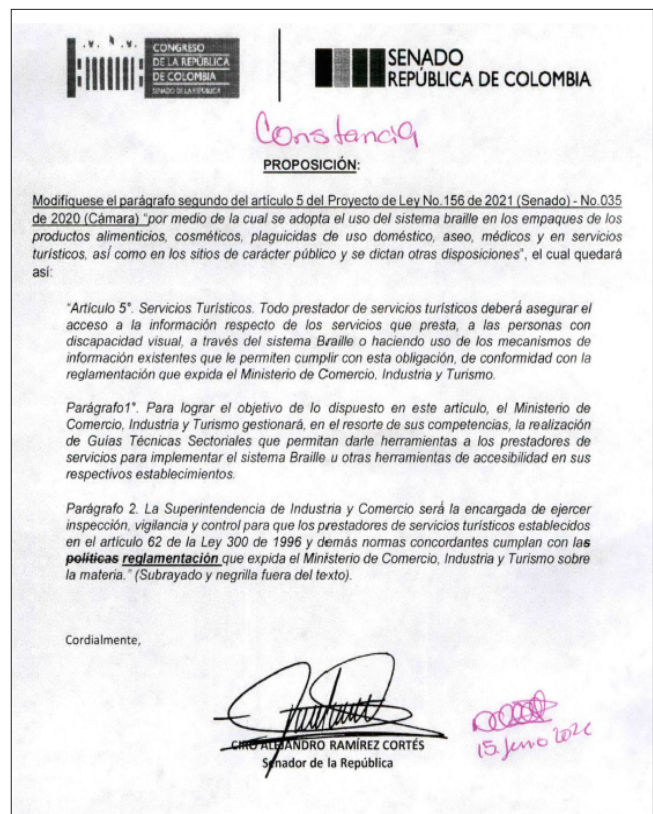 CONGRESO
DE LA REPÚBLICA
DE COLOMBIA
SENADO DE LA REPÚBLICA
SENADO
REPÚBLICA DE COLOMBIA
Constancia
PROPOSICIÓN:
Modifíquese el parágrafo segundo del artículo 5 del Proyecto de Ley No.156 de 2021 (Senado) - No.035
de 2020 (Cámara) "por medio de la cual se adopta el uso del sistema braille en los empaques de los
productos alimenticios, cosméticos, plaguicidas de uso doméstico, aseo, médicos y en servicios
turísticos, así como en los sitios de carácter público y se dictan otras disposiciones", el cual quedará
así:
"Artículo 5°. Servicios Turísticos. Todo prestador de servicios turísticos deberá asegurar el
acceso a la información respecto de los servicios que presta, a las personas con
discapacidad visual, a través del sistema Braille o haciendo uso de los mecanismos de
información existentes que le permiten cumplir con esta obligación, de conformidad con la
reglamentación que expida el Ministerio de Comercio, Industria y Turismo.
Parágrafo1°. Para lograr el objetivo de lo dispuesto en este artículo, el Ministerio de
Comercio, Industria y Turismo gestionará, en el resorte de sus competencias, la realización
de Guías Técnicas Sectoriales que permitan darle herramientas a los prestadores de
servicios para implementar el sistema Braille u otras herramientas de accesibilidad en sus
respectivos establecimientos.
Parágrafo 2. La Superintendencia de Industria y Comercio será la encargada de ejercer
inspección, vigilancia y control para que los prestadores de servicios turísticos establecidos
en el artículo 62 de la Ley 300 de 1996 y demás normas concordantes cumplan con las
políticas reglamentación que expida el Ministerio de Comercio, Industria y Turismo sobre
la materia." (Subrayado y negrilla fuera del texto).
Cordialmente,
CIRO ALEJANDRO RAMÍREZ CORTÉS
Senador de la República
15 Junio